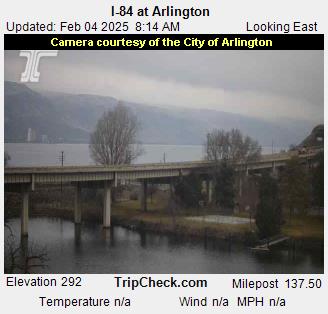 I-84 at Arlington
Updated: Feb 04 2025 8:14 AM Looking East
Camera courtesy of the City of Arlington
Elevation 292 TripCheck.com Milepost 137.50
Temperature n/a Wind n/a MPH n/a